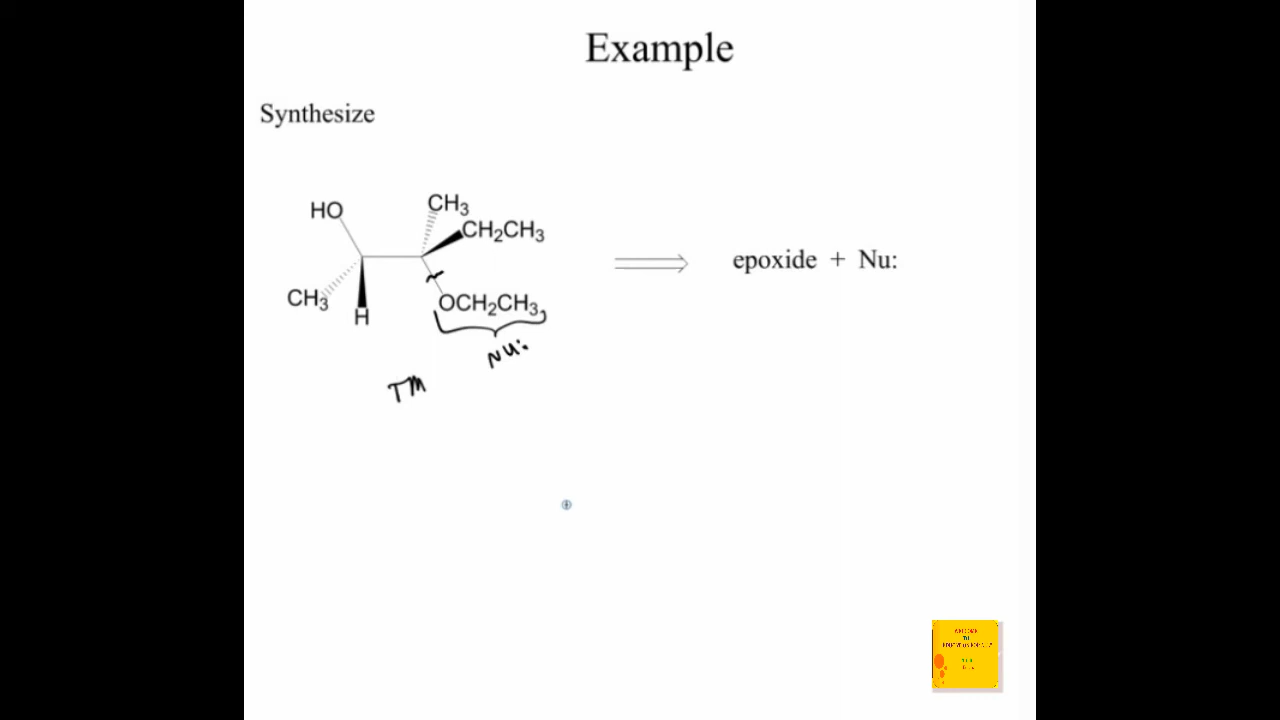 Example
Synthesize
HO CH3
CH2CH3
epoxide + Nu:
CH3
H
OCH2CH3
Nu:
TM